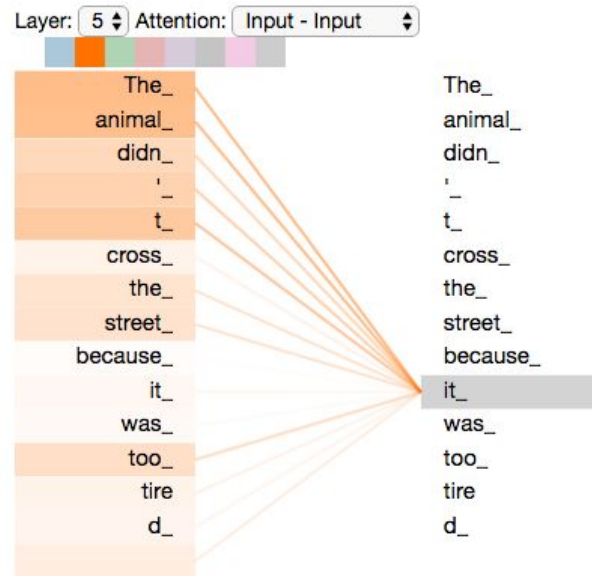 Layer: 5 Attention: Input - Input
The_ The_
animal_ animal_
didn_ didn_
'_ '_
t_ t_
cross_ cross_
the_ the_
street_ street_
because_ because_
it_ it_
was_ was_
too_ too_
tire tire
d_ d_